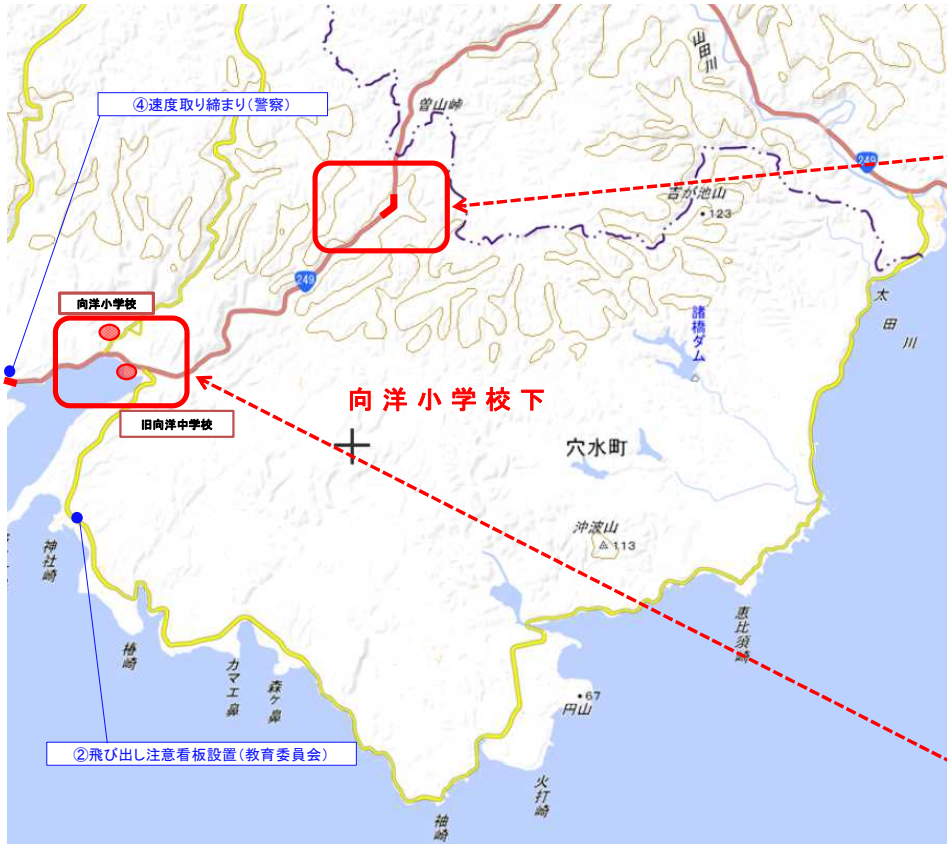 山田川
④速度取り締まり(警察)
曽山峠
249
吉が池山
・123
249
太田川
向洋小学校
諸橋ダム
向洋小学校下
旧向洋中学校
穴水町
沖波山
113
神社崎
恵比須崎
椿崎
カマエ鼻
森ヶ鼻
・67
円山
②飛び出し注意看板設置(教育委員会)
火打崎
袖崎